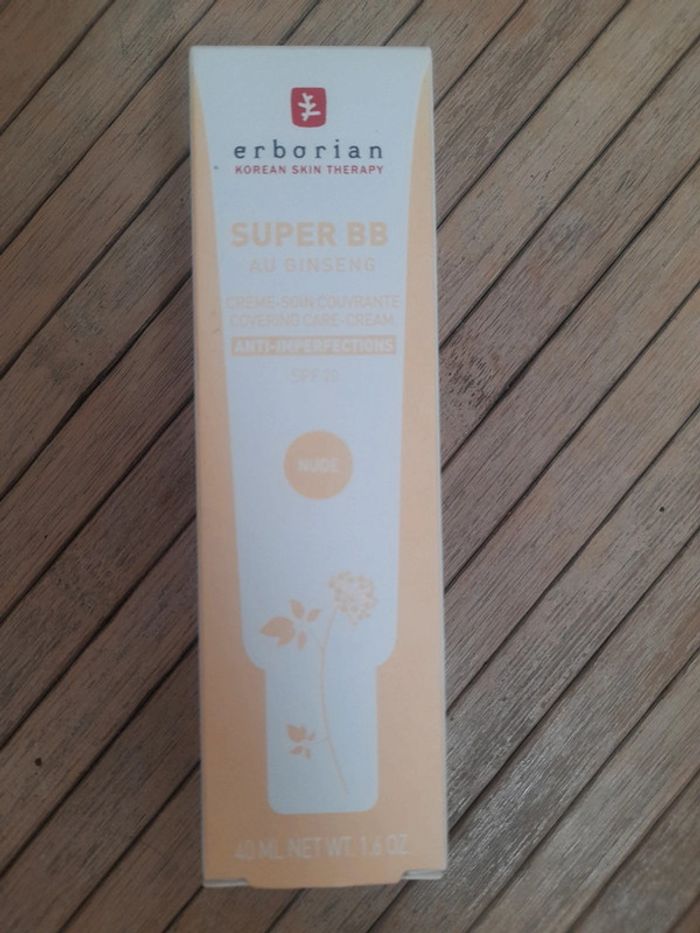 erborian
KOREAN SKIN THERAPY
SUPER BB
AU GINSENG
CRÈME-SOIN COUVRANTE
COVERING CARE-CREAM
ANTI-IMPERFECTIONS
SPF 20
NUDE
40 ML NET WT. 1.6 OZ.